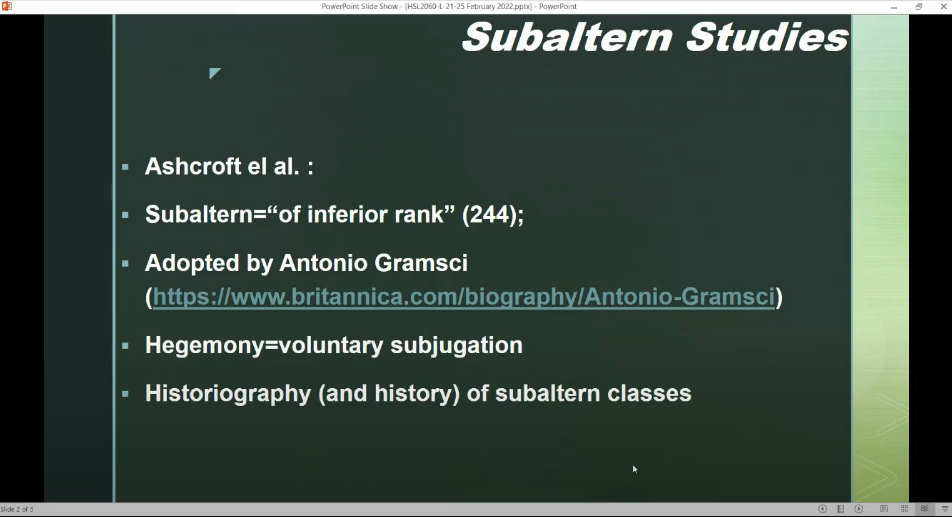 PowerPoint Slide Show - [HSL2060-L-21-25 February 2022.pptx] - PowerPoint
Subaltern Studies
Ashcroft el al. :
Subaltern=“of inferior rank” (244);
Adopted by Antonio Gramsci
(https://www.britannica.com/biography/Antonio-Gramsci)
Hegemony=voluntary subjugation
Historiography (and history) of subaltern classes
Slide 2 of 5